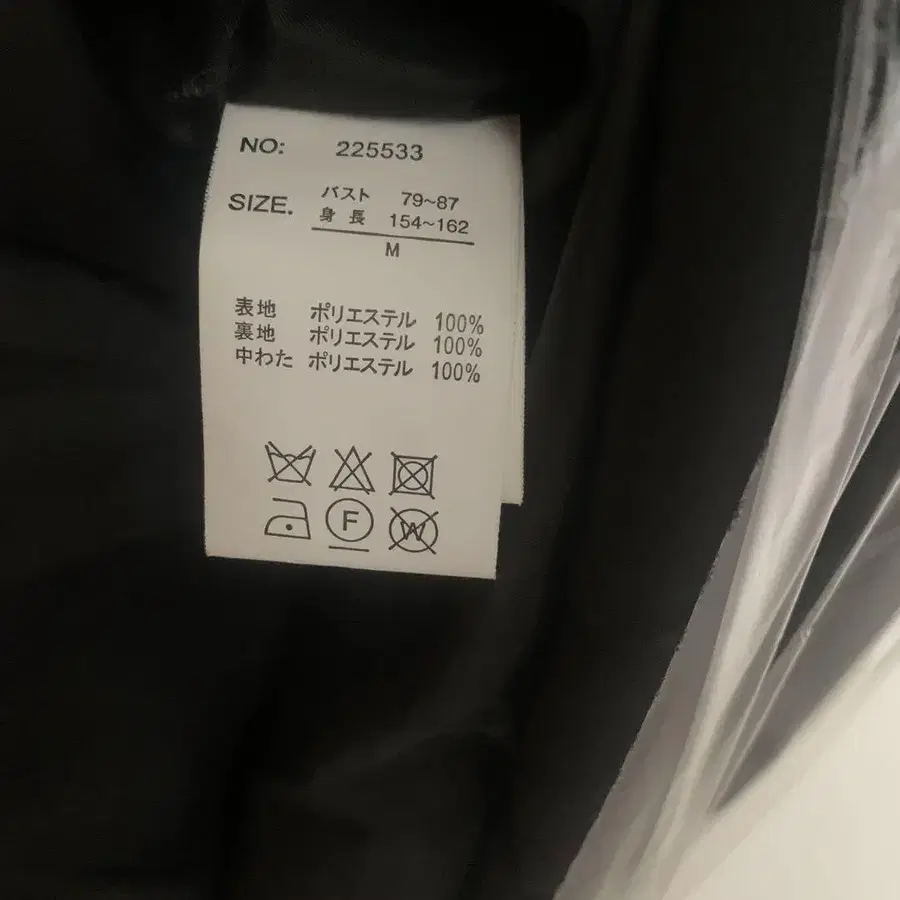 NO: 225533
SIZE. バスト 79~87
身長 154~162
M
表地 ポリエステル 100%
裏地 ポリエステル 100%
中わた ポリエステル 100%
F W